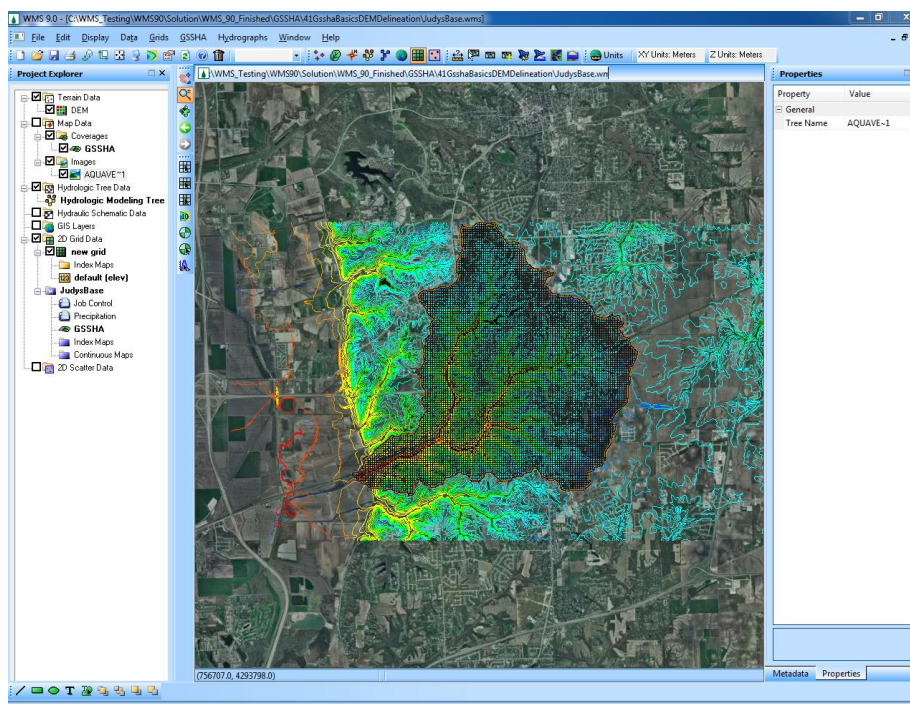 WMS 9.0 - [C:\WMS_Testing\WMS90\Solution\WMS_90_Finished\GSSHA\41GsshaBasicsDEMDelineation\JudysBase.wms]
File Edit Display Data Grids GSSHA Hydrographs Window Help
Units XY Units: Meters Z Units: Meters
Project Explorer
:\WMS_Testing\WMS90\Solution\WMS_90_Finished\GSSHA\41GsshaBasicsDEMDelineation\JudysBase.wm
Properties
Terrain Data
DEM
Map Data
Coverages
GSSHA
Images
AQUAVE~1
Hydrologic Tree Data
Hydrologic Modeling Tree
Hydraulic Schematic Data
GIS Layers
2D Grid Data
new grid
Index Maps
default (elev)
JudysBase
Job Control
Precipitation
GSSHA
Index Maps
Continuous Maps
2D Scatter Data
Property Value
General
Tree Name AQUAVE~1
(756707.0, 4293798.0)
Metadata Properties
T